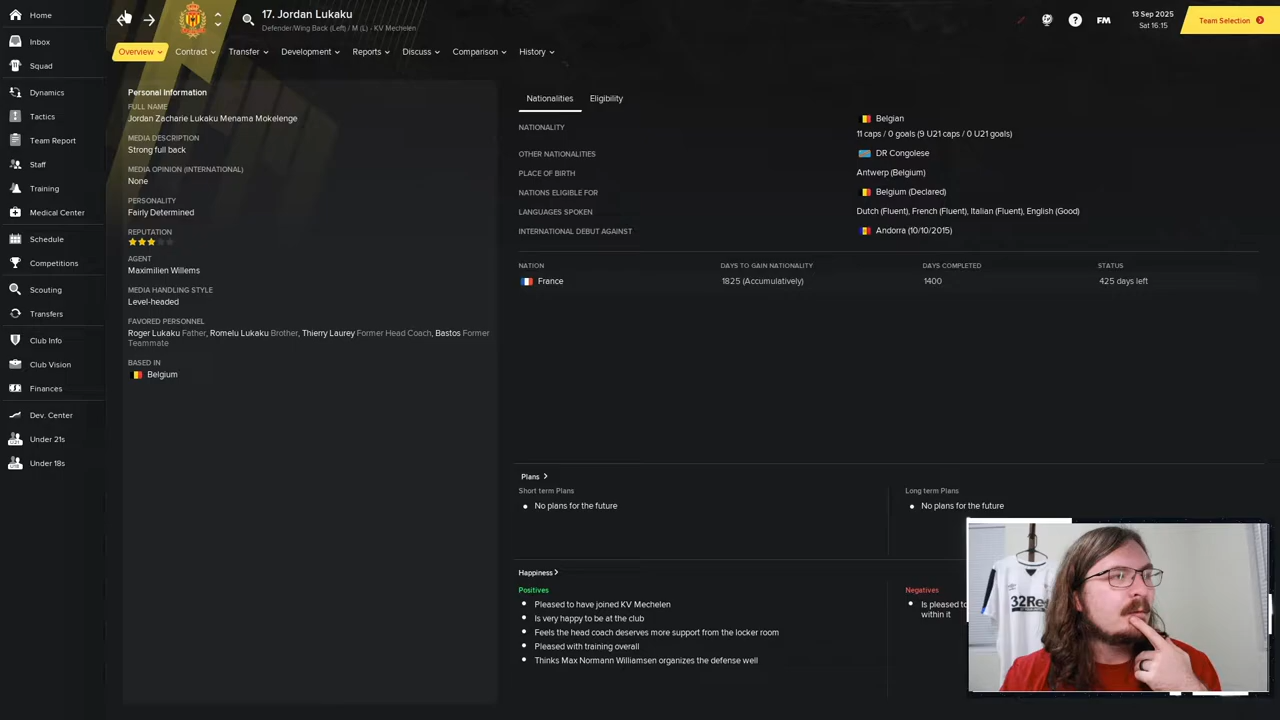 Home
Inbox
Squad
Dynamics
Tactics
Team Report
Staff
Training
Medical Center
Schedule
Competitions
Scouting
Transfers
Club Info
Club Vision
Finances
Dev. Center
Under 21s
Under 18s
17. Jordan Lukaku
Defender/Wing Back (Left) / M (L) - KV Mechelen
FM
13 Sep 2025
Sat 16:15
Team Selection
Overview
Contract
Transfer
Development
Reports
Discuss
Comparison
History
Personal Information
FULL NAME
Jordan Zacharie Lukaku Menama Mokelenge
MEDIA DESCRIPTION
Strong full back
MEDIA OPINION (INTERNATIONAL)
None
PERSONALITY
Fairly Determined
REPUTATION
AGENT
Maximilien Willems
MEDIA HANDLING STYLE
Level-headed
FAVORED PERSONNEL
Roger Lukaku Father, Romelu Lukaku Brother, Thierry Laurey Former Head Coach, Bastos Former
Teammate
BASED IN
Belgium
Nationalities
Eligibility
NATIONALITY
Belgian
11 caps / 0 goals (9 U21 caps / 0 U21 goals)
OTHER NATIONALITIES
DR Congolese
PLACE OF BIRTH
Antwerp (Belgium)
NATIONS ELIGIBLE FOR
Belgium (Declared)
LANGUAGES SPOKEN
Dutch (Fluent), French (Fluent), Italian (Fluent), English (Good)
INTERNATIONAL DEBUT AGAINST
Andorra (10/10/2015)
NATION
DAYS TO GAIN NATIONALITY
DAYS COMPLETED
STATUS
France
1825 (Accumulatively)
1400
425 days left
Plans
Short term Plans
No plans for the future
Long term Plans
No plans for the future
Happiness
Positives
Pleased to have joined KV Mechelen
Is very happy to be at the club
Feels the head coach deserves more support from the locker room
Pleased with training overall
Thinks Max Normann Williamsen organizes the defense well
Negatives
Is pleased to
within it
32Re